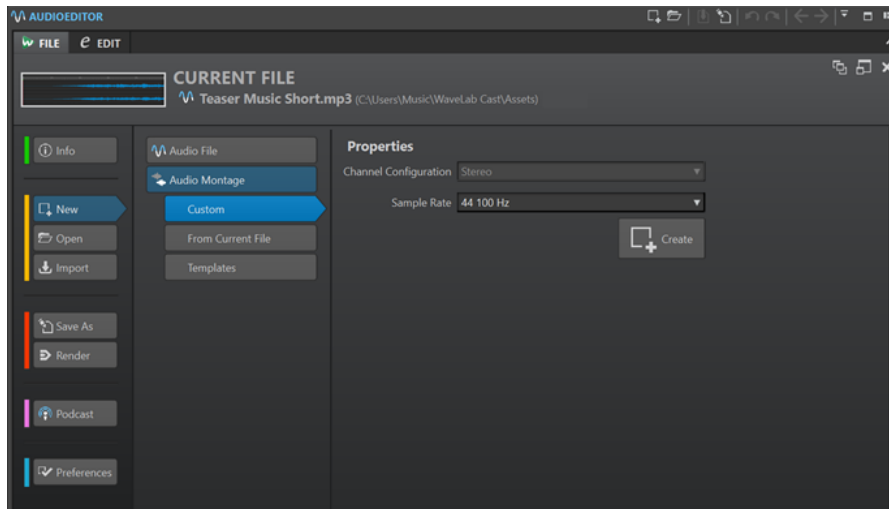 AUDIOEDITOR
FILE
EDIT
CURRENT FILE
Teaser Music Short.mp3 (C:\Users\Music\WaveLab Cast\Assets)
Info
New
Open
Import
Save As
Render
Podcast
Preferences
Audio File
Audio Montage
Custom
From Current File
Templates
Properties
Channel Configuration Stereo
Sample Rate 44 100 Hz
Create